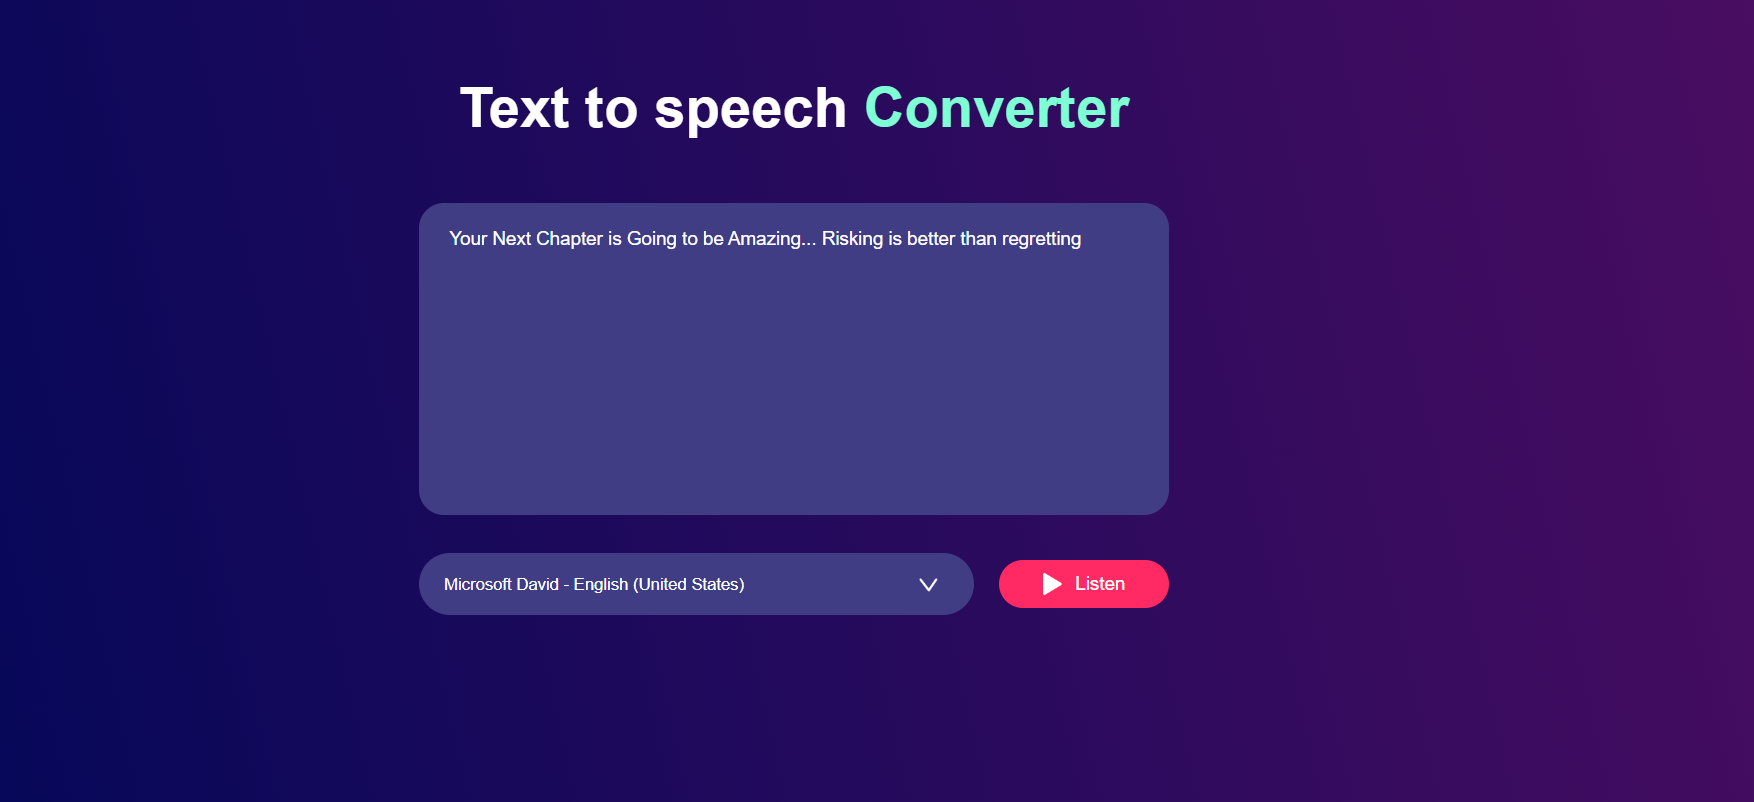 Text to speech Converter
Your Next Chapter is Going to be Amazing... Risking is better than regretting
Microsoft David - English (United States)
Listen